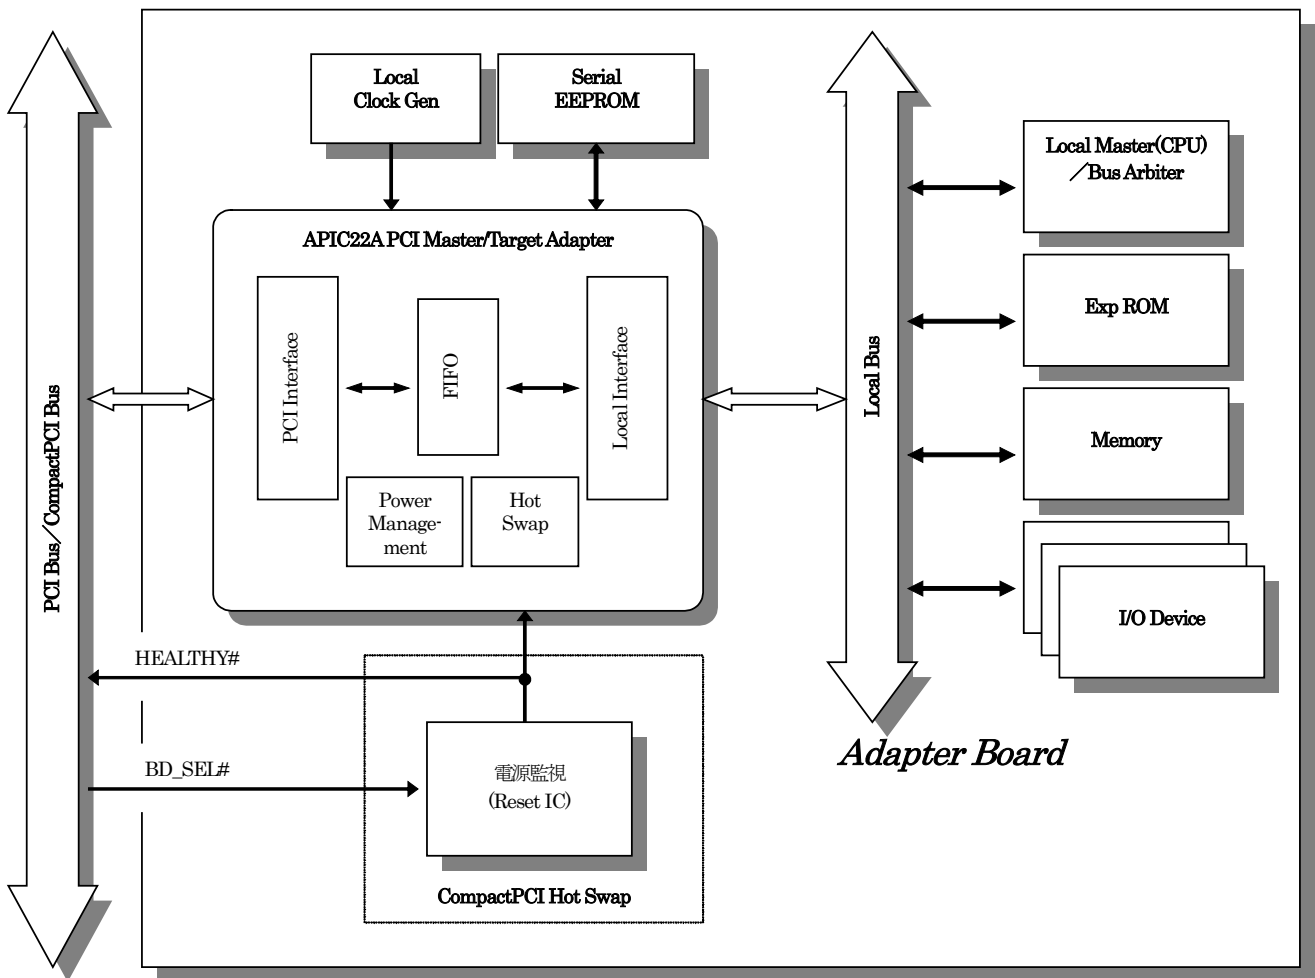 Local
Clock Gen
Serial
EEPROM
Local Master(CPU)
／Bus Arbiter
APIC22A PCI Master/Target Adapter
PCI Interface
FIFO
Local Interface
Power
Manage-
ment
Hot
Swap
PCI Bus／CompactPCI Bus
Local Bus
Exp ROM
Memory
I/O Device
HEALTHY#
BD_SEL#
電源監視
(Reset IC)
CompactPCI Hot Swap
Adapter Board